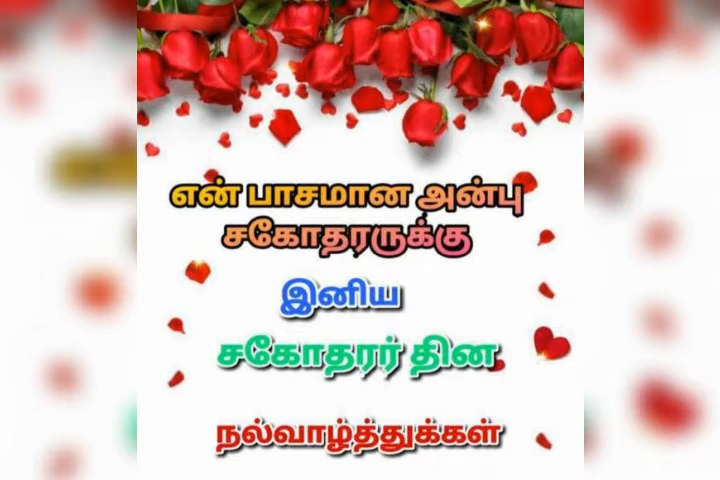 என் பாசமான அன்பு
சகோதரருக்கு
இனிய
சகோதரர் தின
நல்வாழ்த்துக்கள்